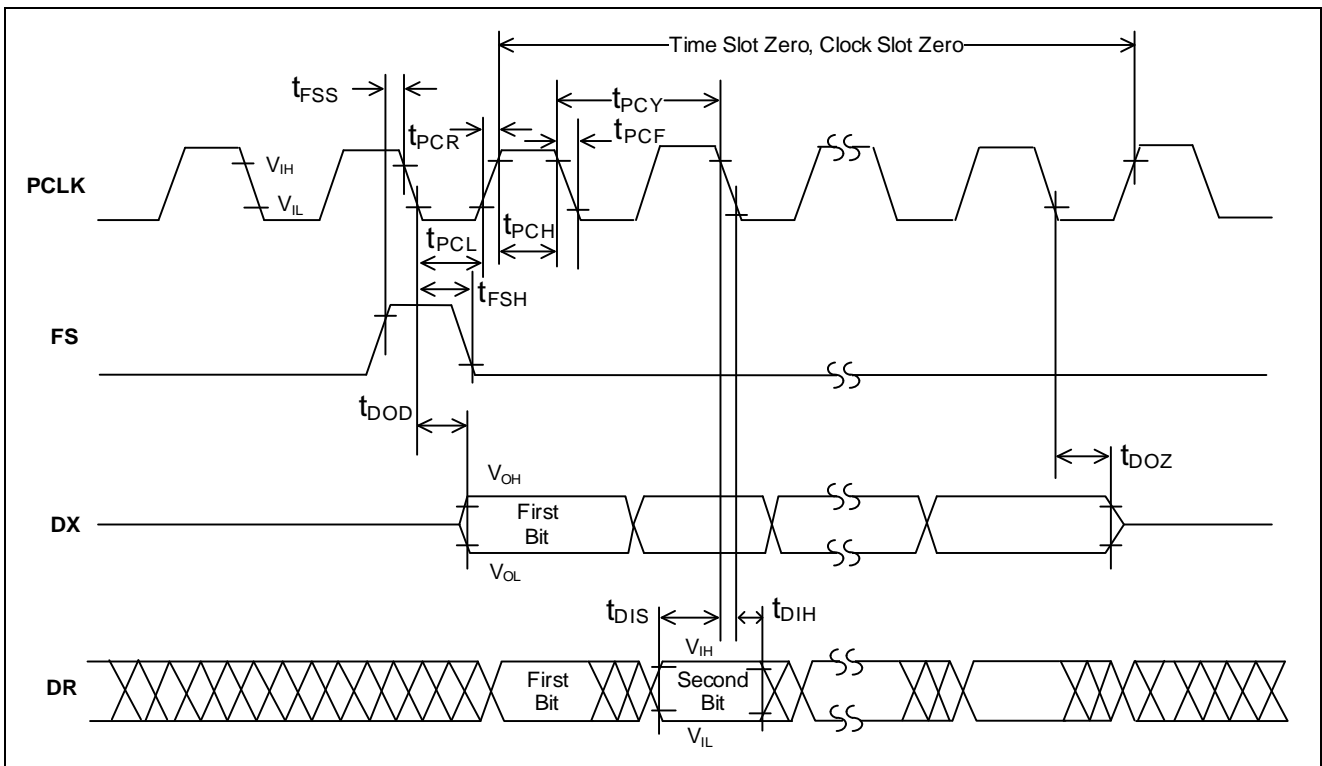 Time Slot Zero, Clock Slot Zero
tFSS
tPCY
tPCR
tPCF
VIH
PCLK
VIL
tPCL
tPCH
tFSH
FS
tDOD
tDOZ
VOH
First
Bit
DX
VOL
tDIS
tDIH
VIH
DR
First
Bit
Second
Bit
VIL